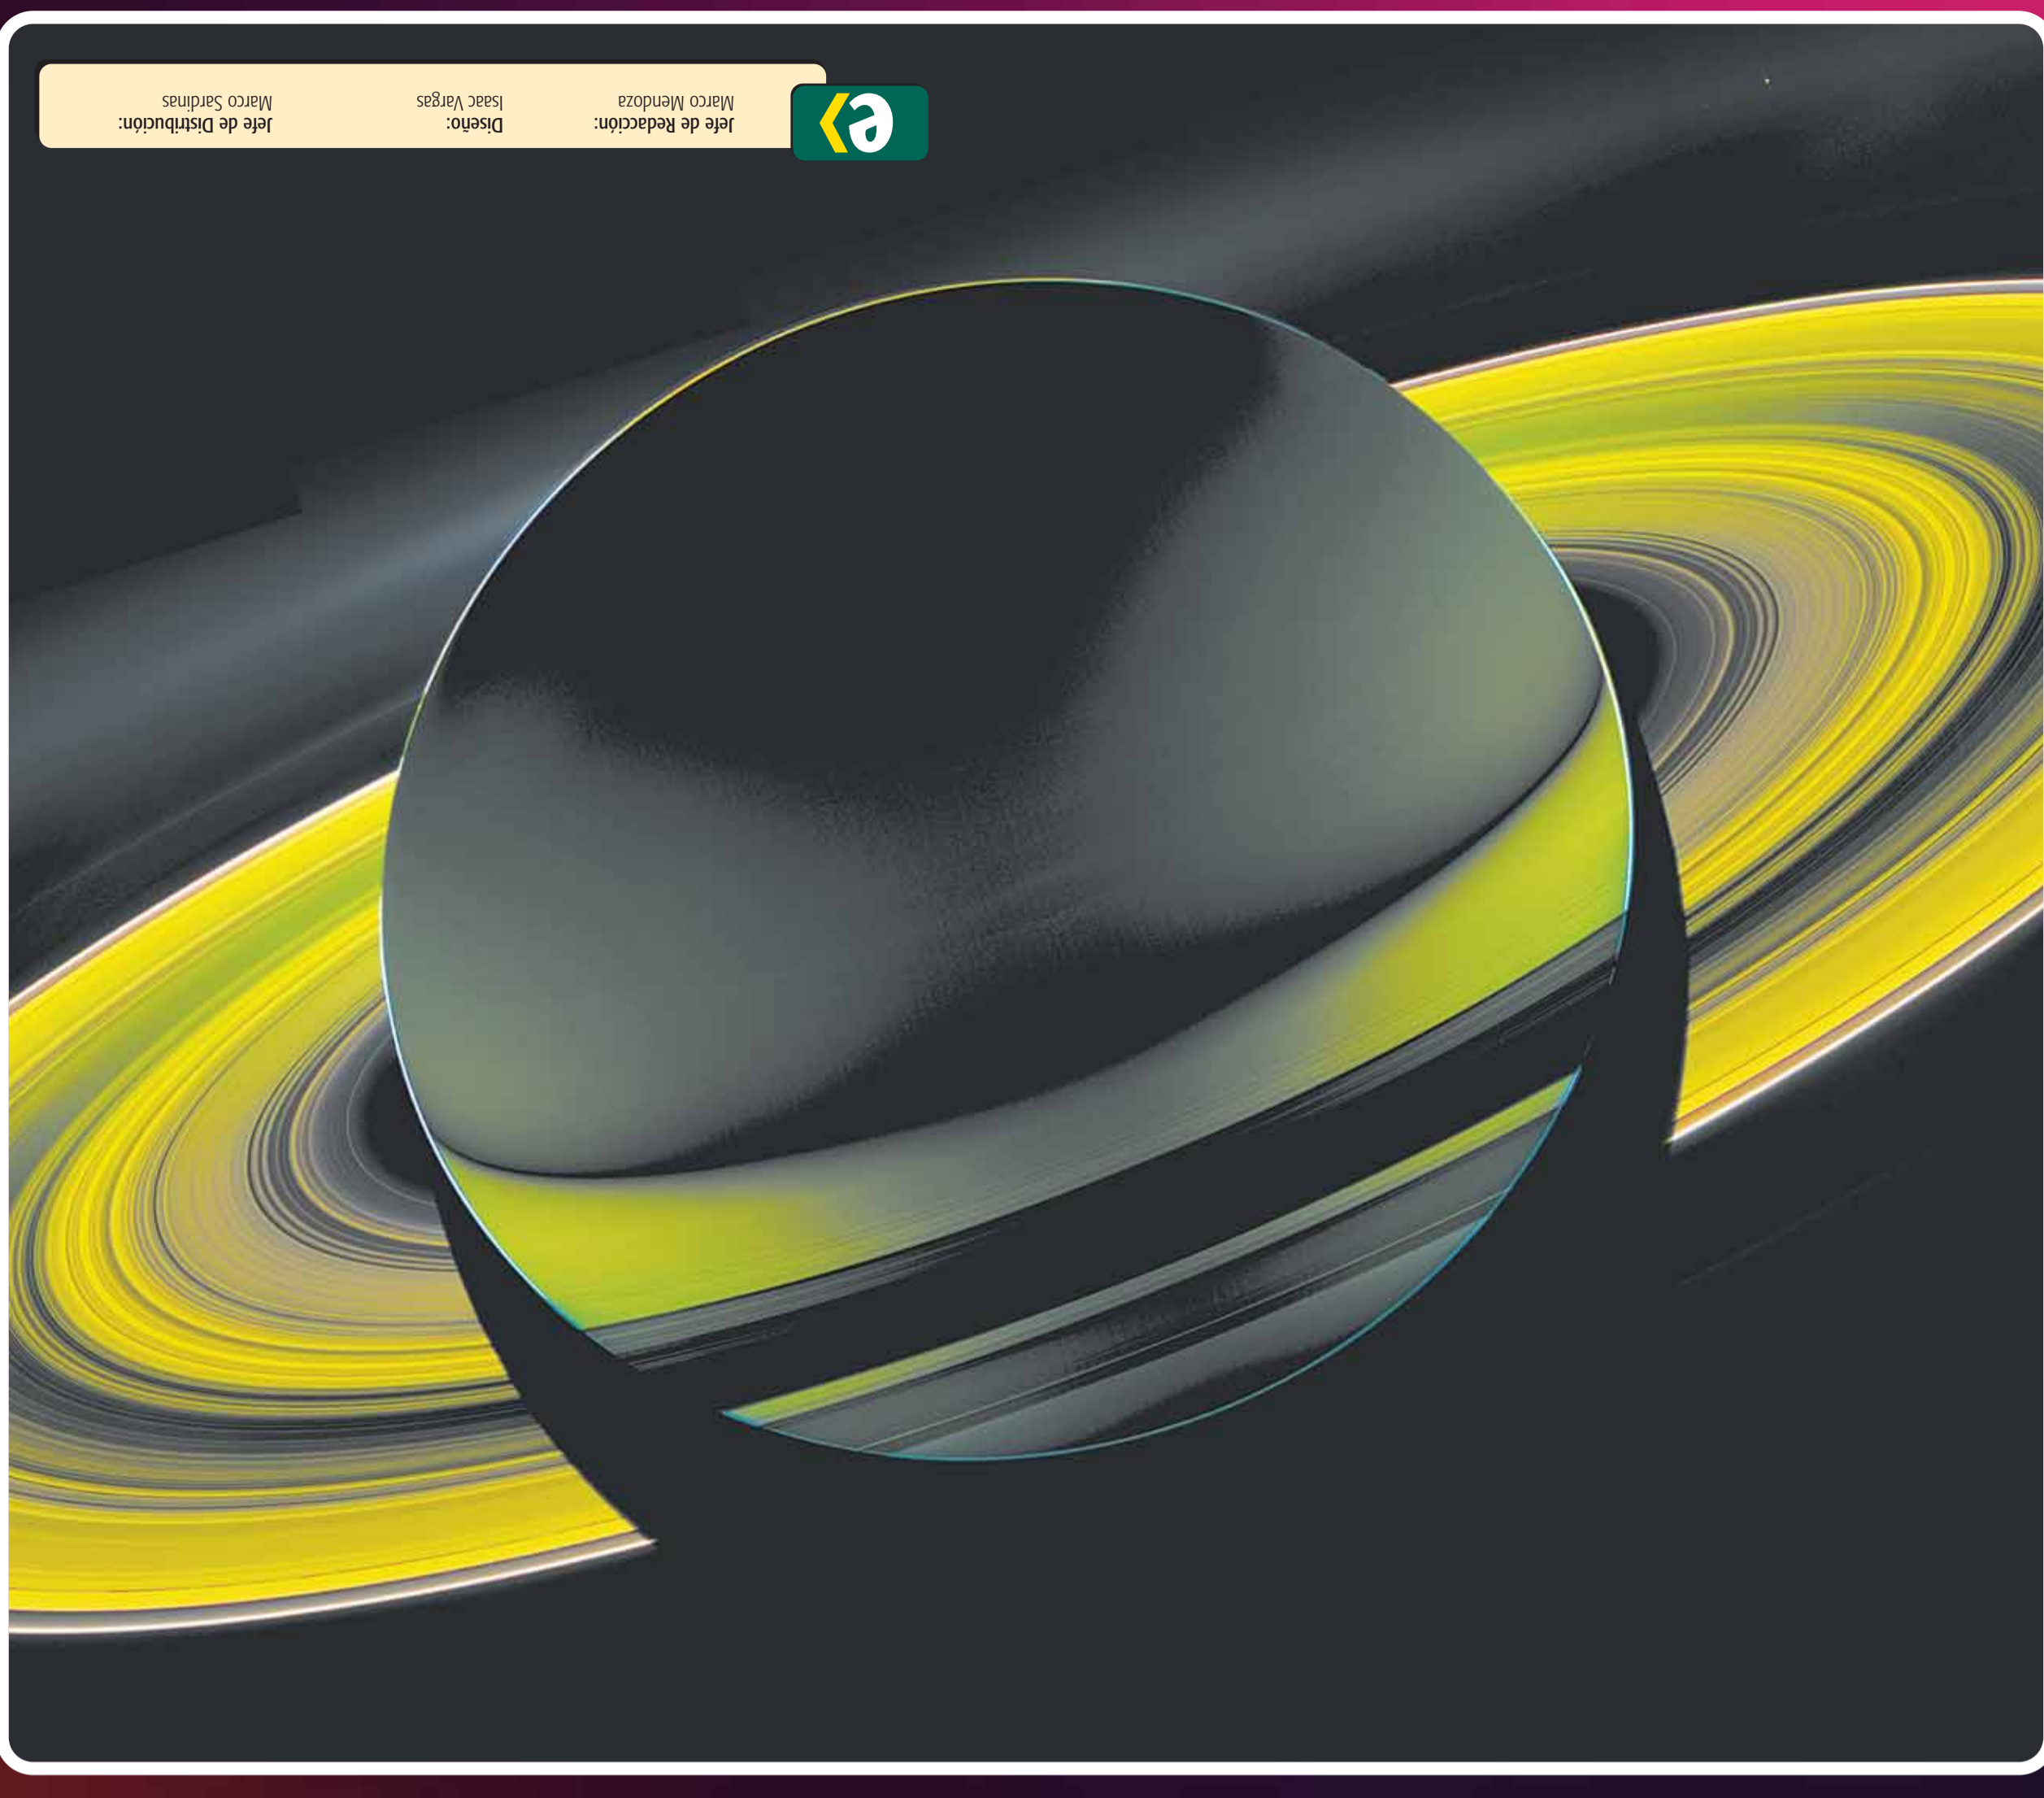 Jefe de Redacción:
Marco Mendoza
Diseño:
Isaac Vargas
Jefe de Distribución:
Marco Sardinas